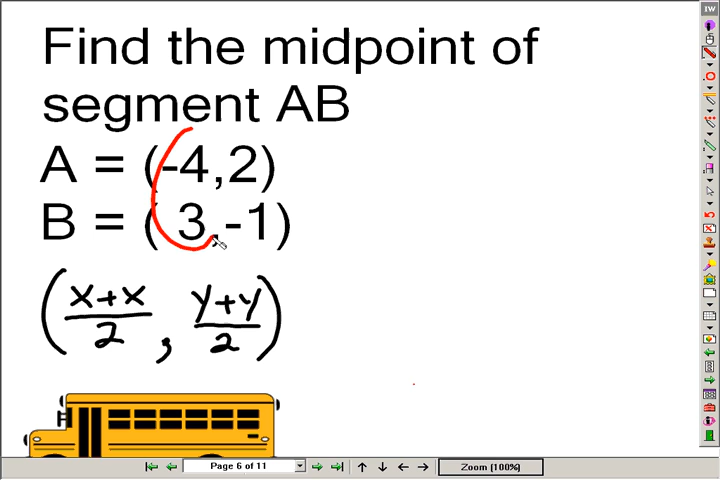 Find the midpoint of
segment AB
A = (-4,2)
B = ( 3,-1)
(x+x/2 , y+y/2)
Page 6 of 11
Zoom [100%]